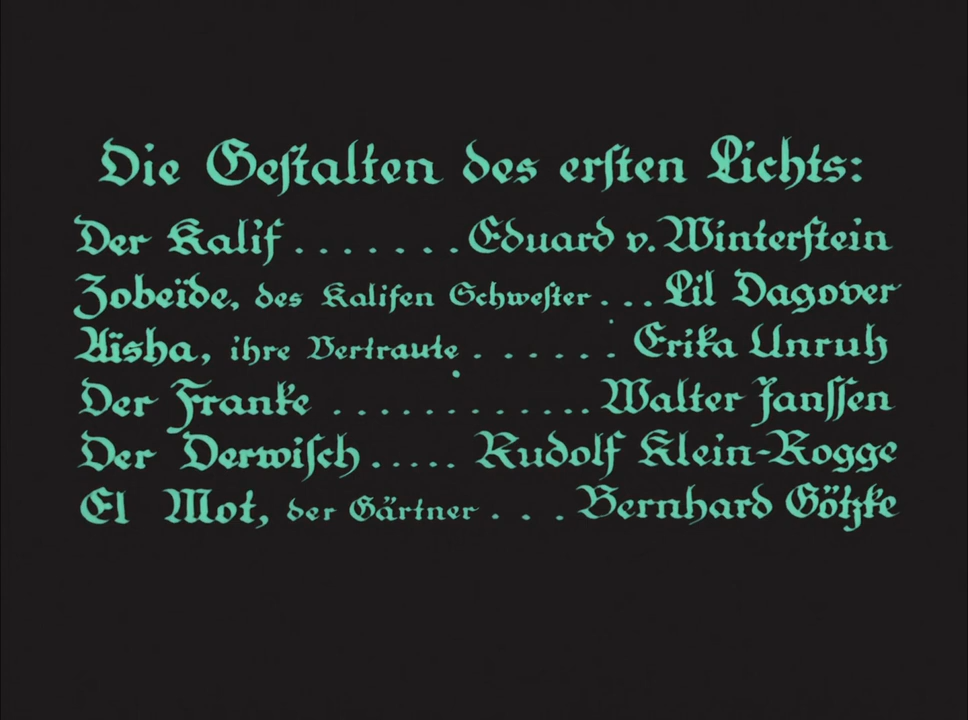 Die Geſtalten des erſten Lichts:
Der Kalif . . . . . . . Eduard v. Winterſtein
Zobeïde, des Kalifen Schweſter . . . Lil Dagover
Aïsha, ihre Vertraute . . . . . . Erika Unruh
Der Franke . . . . . . . . . . . . Walter Janſſen
Der Derwiſch . . . . . Rudolf Klein-Rogge
El Mot, der Gärtner . . . Bernhard Götzke